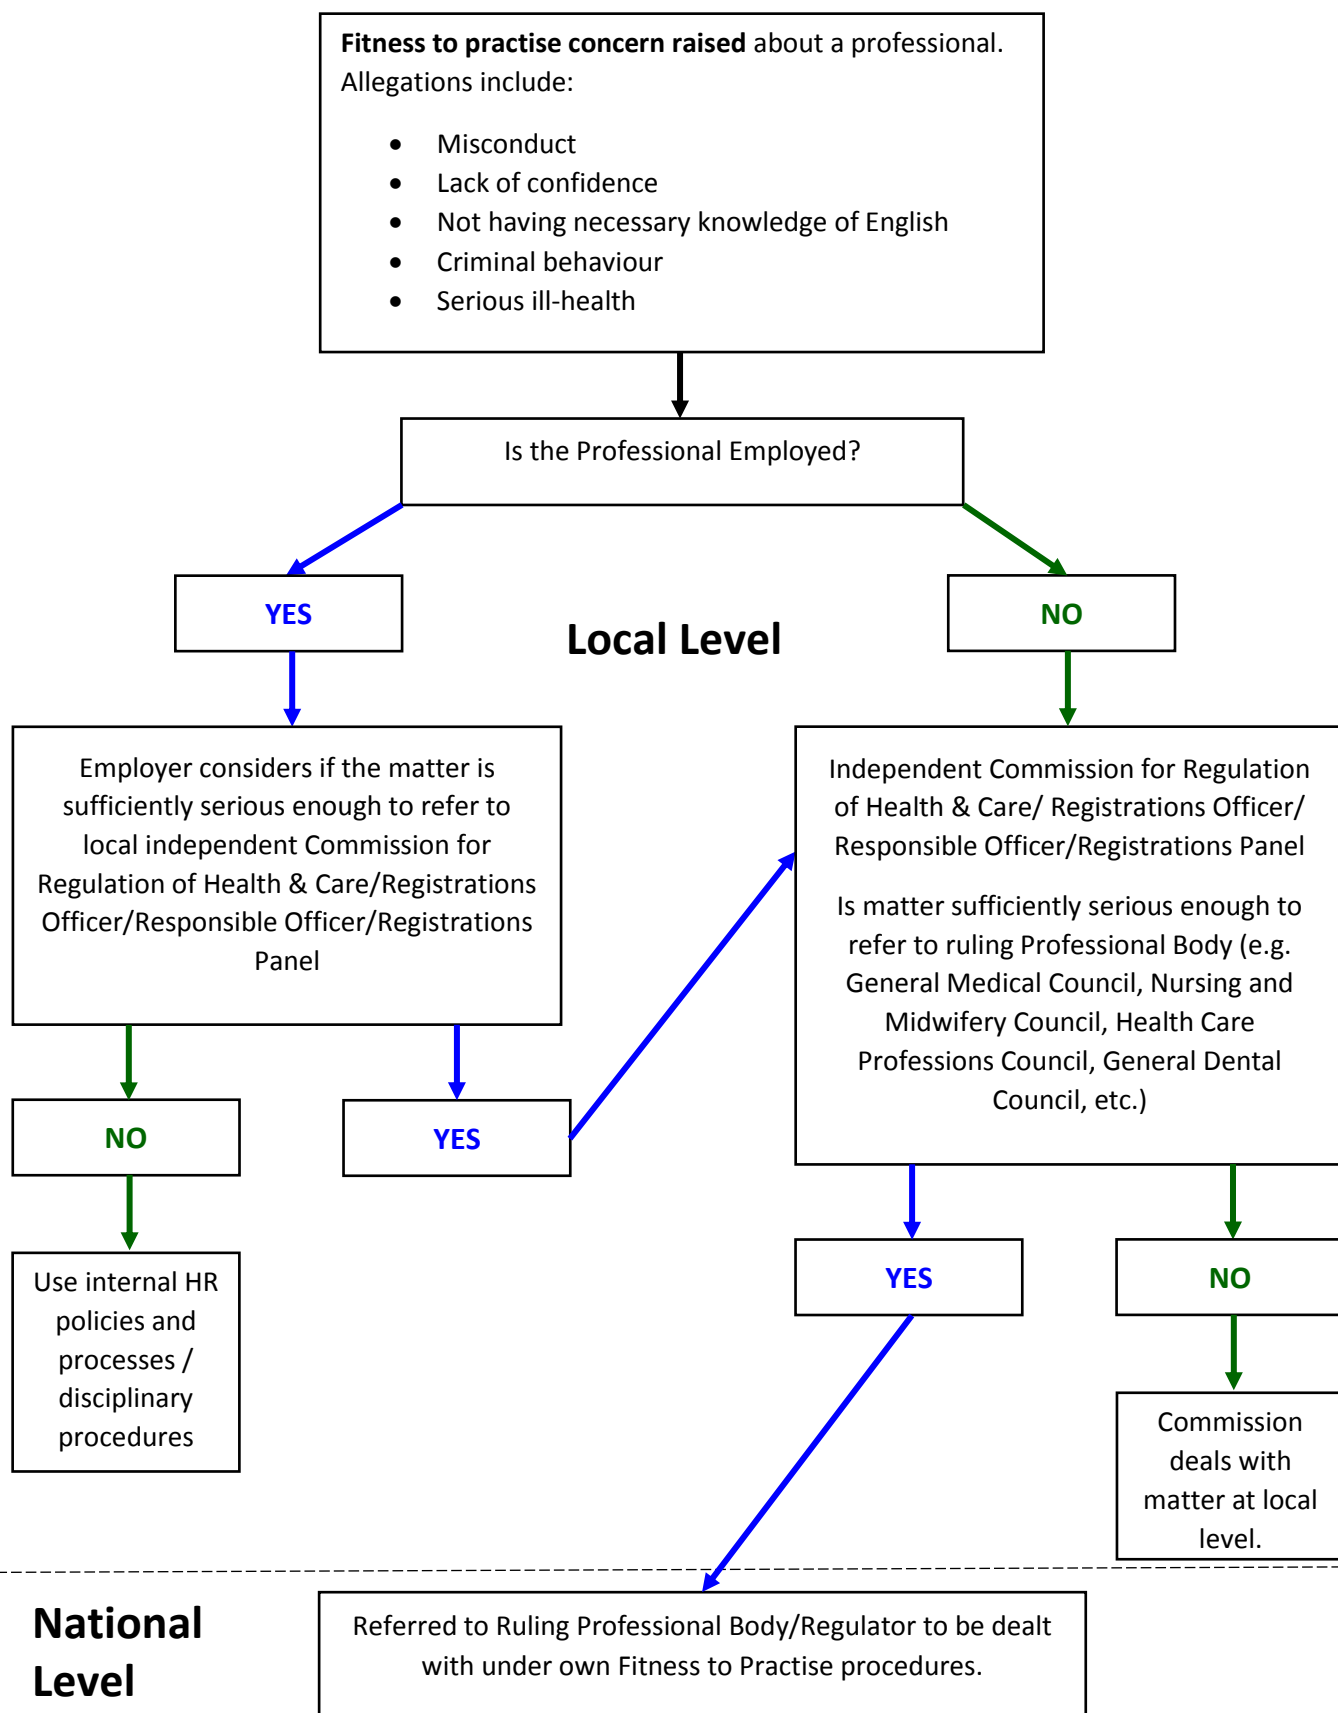 Fitness to practise concern raised about a professional.
Allegations include:
• Misconduct
• Lack of confidence
• Not having necessary knowledge of English
• Criminal behaviour
• Serious ill-health
Is the Professional Employed?
YES
NO
Local Level
Employer considers if the matter is
sufficiently serious enough to refer to
local independent Commission for
Regulation of Health & Care/Registrations
Officer/Responsible Officer/Registrations
Panel
Independent Commission for Regulation
of Health & Care/ Registrations Officer/
Responsible Officer/Registrations Panel
Is matter sufficiently serious enough to
refer to ruling Professional Body (e.g.
General Medical Council, Nursing and
Midwifery Council, Health Care
Professions Council, General Dental
Council, etc.)
NO
YES
YES
NO
Use internal HR
policies and
processes /
disciplinary
procedures
Commission
deals with
matter at local
level.
National
Level
Referred to Ruling Professional Body/Regulator to be dealt
with under own Fitness to Practise procedures.